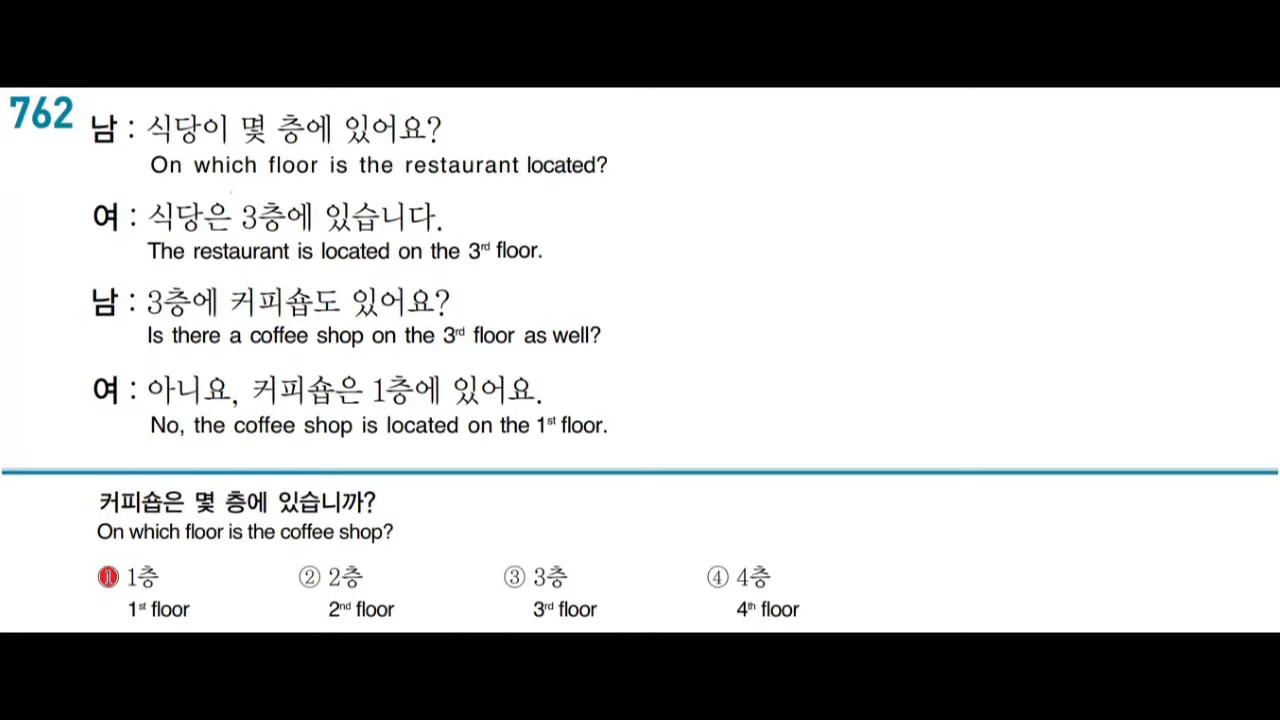 762
남 : 식당이 몇 층에 있어요?
On which floor is the restaurant located?
여 : 식당은 3층에 있습니다.
The restaurant is located on the 3rd floor.
남 : 3층에 커피숍도 있어요?
Is there a coffee shop on the 3rd floor as well?
여 : 아니요, 커피숍은 1층에 있어요.
No, the coffee shop is located on the 1st floor.
커피숍은 몇 층에 있습니까?
On which floor is the coffee shop?
① 1층 ② 2층 ③ 3층 ④ 4층
1st floor 2nd floor 3rd floor 4th floor